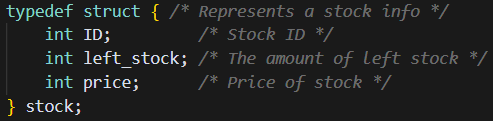 typedef struct { /* Represents a stock info */
    int ID;         /* Stock ID */
    int left_stock; /* The amount of left stock */
    int price;      /* Price of stock */
} stock;